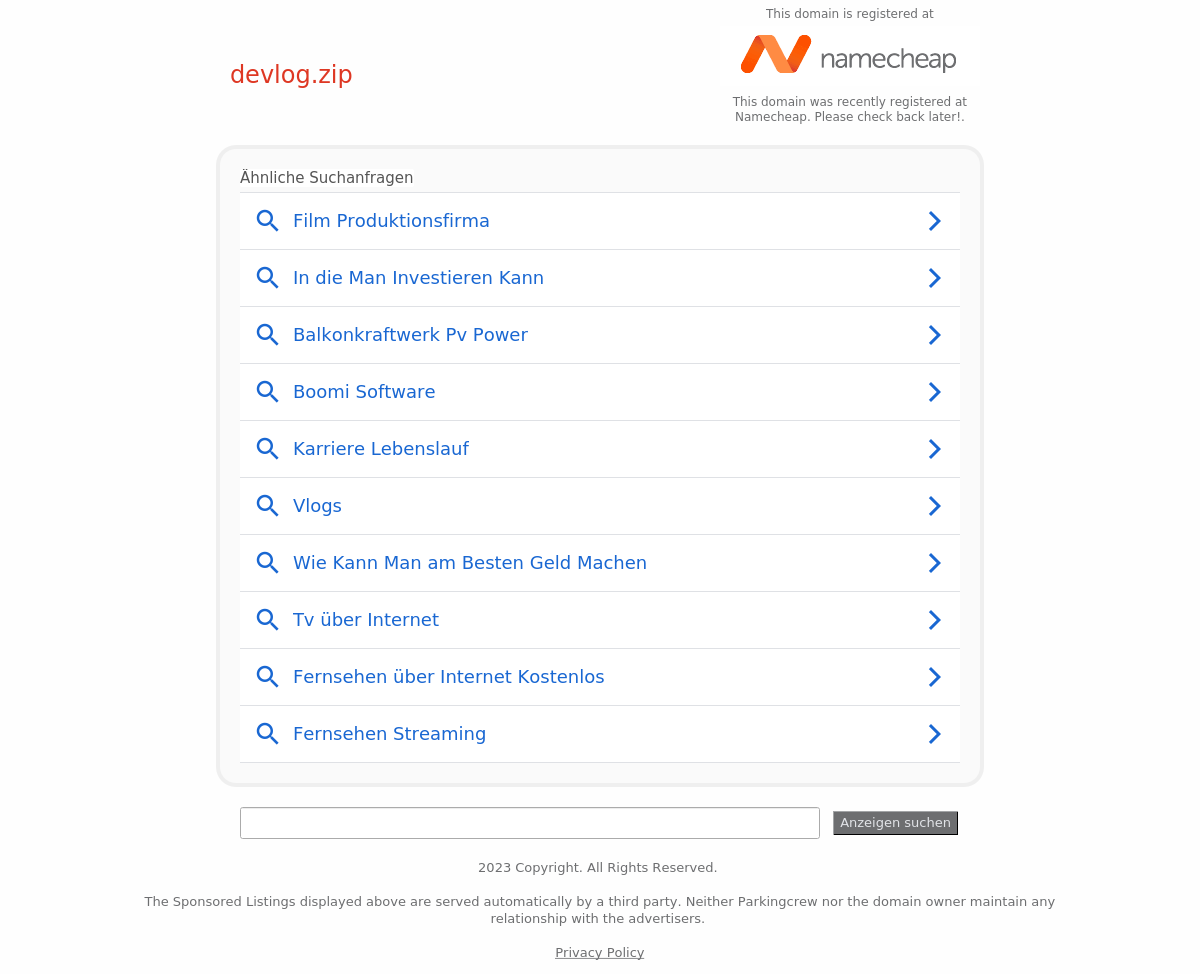 This domain is registered at
namecheap
devlog.zip
This domain was recently registered at
Namecheap. Please check back later!.
Ähnliche Suchanfragen
Film Produktionsfirma
In die Man Investieren Kann
Balkonkraftwerk Pv Power
Boomi Software
Karriere Lebenslauf
Vlogs
Wie Kann Man am Besten Geld Machen
Tv über Internet
Fernsehen über Internet Kostenlos
Fernsehen Streaming
Anzeigen suchen
2023 Copyright. All Rights Reserved.
The Sponsored Listings displayed above are served automatically by a third party. Neither Parkingcrew nor the domain owner maintain any
relationship with the advertisers.
Privacy Policy